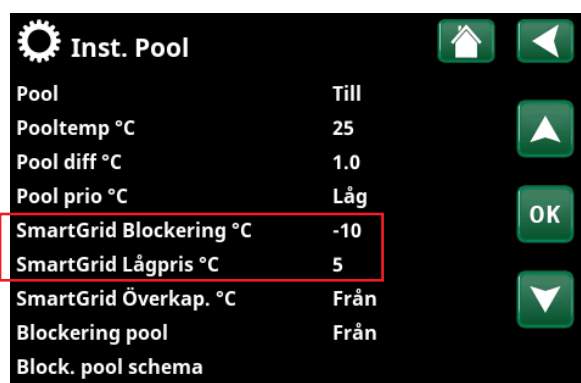 Inst. Pool
Pool Till
Pooltemp °C 25
Pool diff °C 1.0
Pool prio °C Låg
SmartGrid Blockering °C -10
SmartGrid Lågpris °C 5
SmartGrid Överkap. °C Från
Blockering pool Från
Block. pool schema
OK